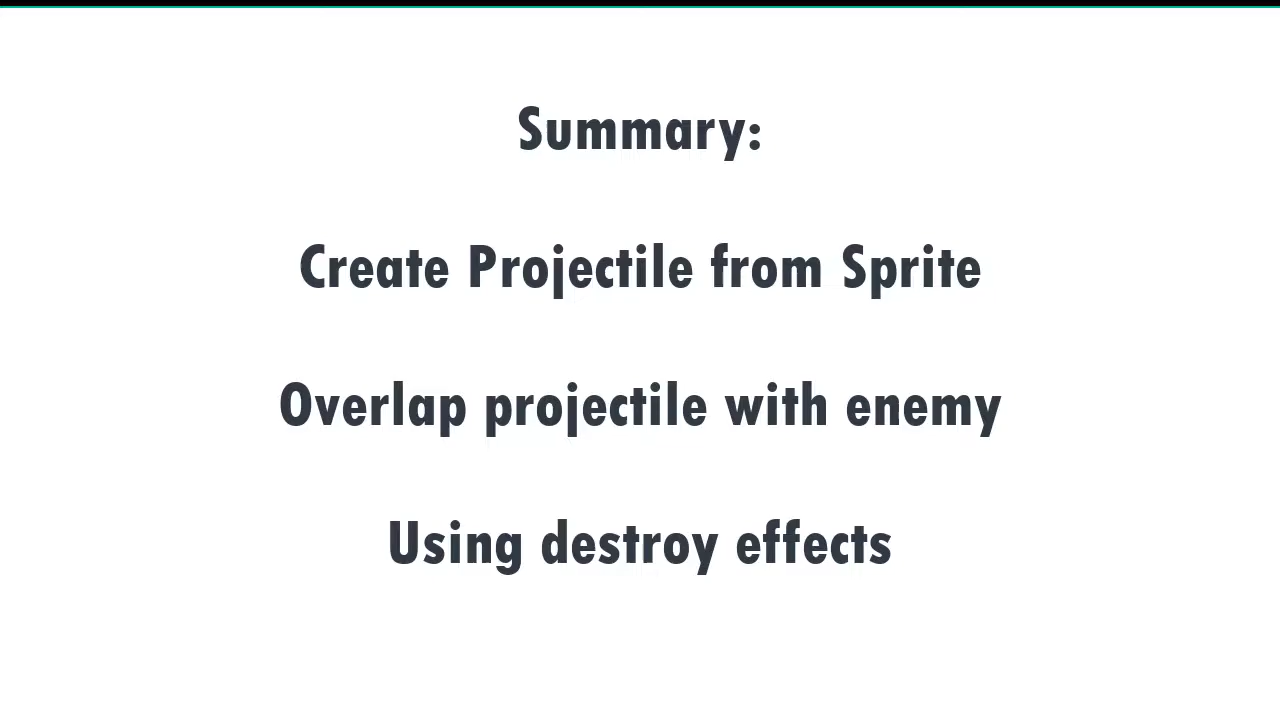 Summary:
Create Projectile from Sprite
Overlap projectile with enemy
Using destroy effects